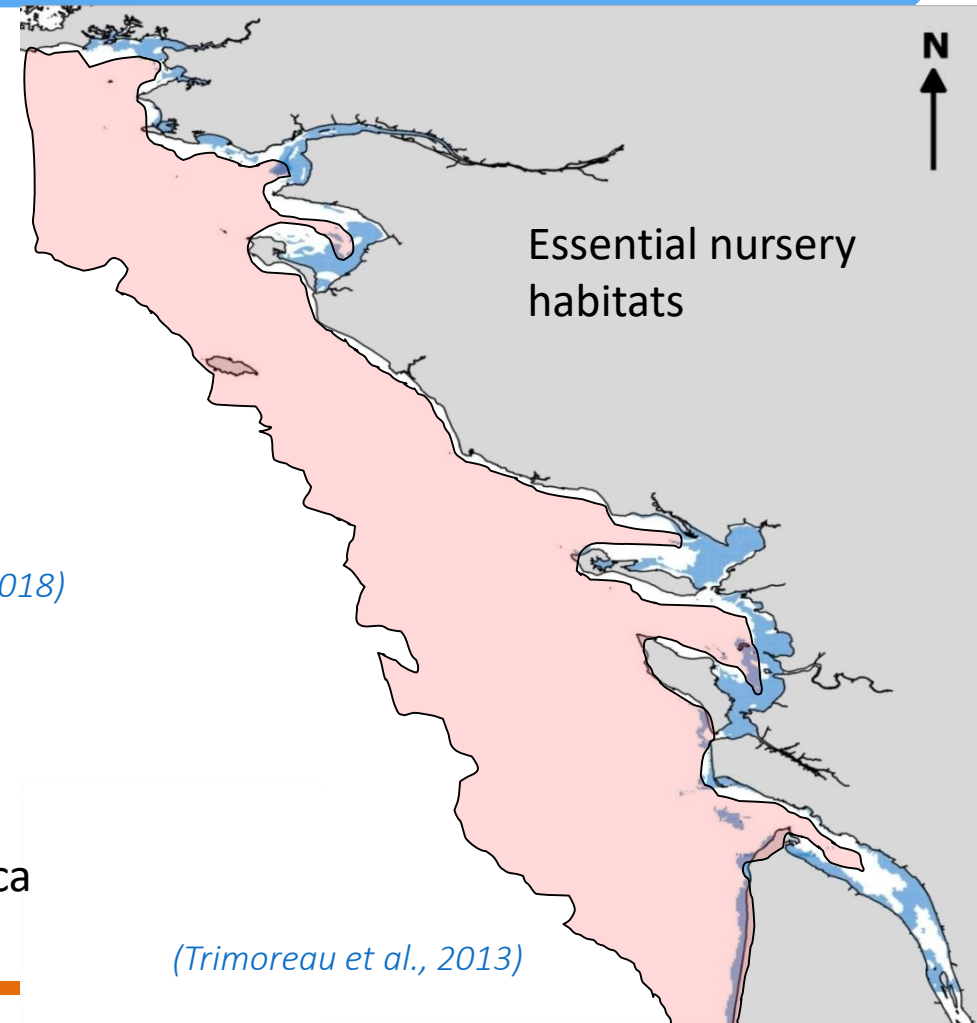 N
Essential nursery
habitats
018)
ca
(Trimoreau et al., 2013)